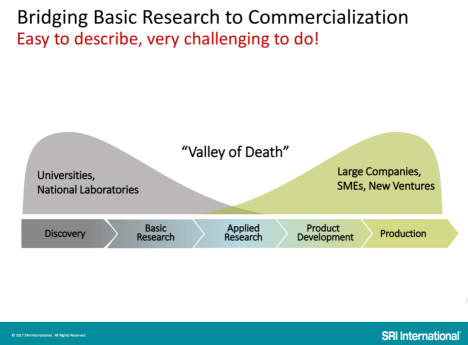 Bridging Basic Research to Commercialization
Easy to describe, very challenging to do!
"Valley of Death"
Universities,
National Laboratories
Large Companies,
SMEs, New Ventures
Discovery
Basic
Research
Applied
Research
Product
Development
Production
© 2017 SRI International. All Rights Reserved.
SRI International®